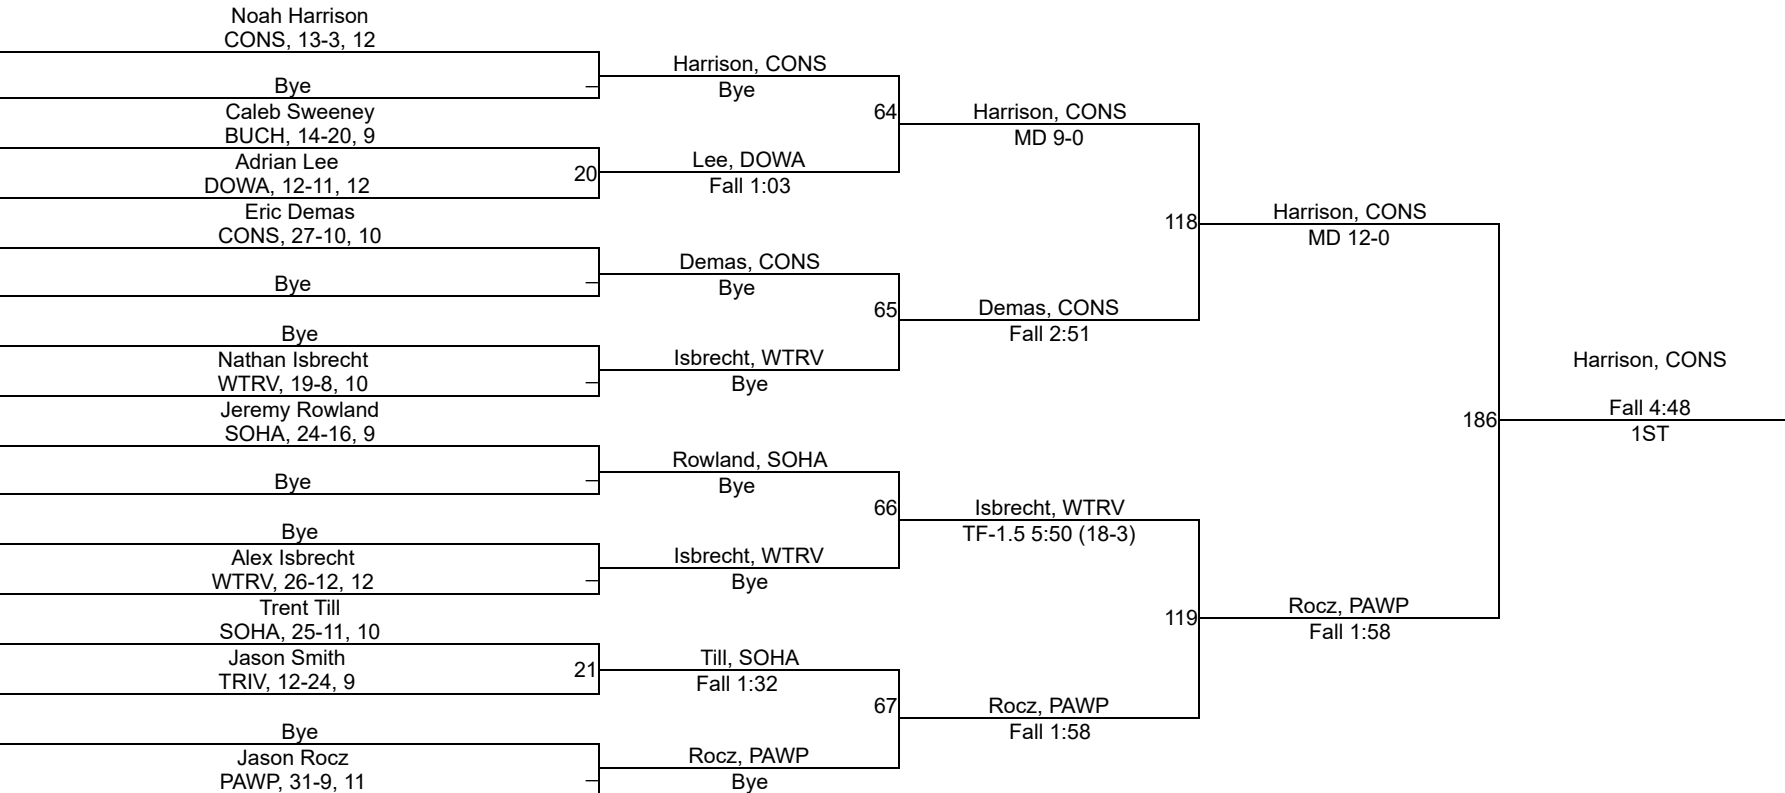 Noah Harrison
CONS, 13-3, 12
Bye
Caleb Sweeney
BUCH, 14-20, 9
Adrian Lee
DOWA, 12-11, 12
Eric Demas
CONS, 27-10, 10
Bye
Bye
Nathan Isbrecht
WTRV, 19-8, 10
Jeremy Rowland
SOHA, 24-16, 9
Bye
Bye
Alex Isbrecht
WTRV, 26-12, 12
Trent Till
SOHA, 25-11, 10
Jason Smith
TRIV, 12-24, 9
Bye
Jason Rocz
PAWP, 31-9, 11
20
21
Harrison, CONS
Bye
Lee, DOWA
Fall 1:03
Demas, CONS
Bye
Isbrecht, WTRV
Bye
Rowland, SOHA
Bye
Isbrecht, WTRV
Bye
Till, SOHA
Fall 1:32
Rocz, PAWP
Bye
64
65
66
67
Harrison, CONS
MD 9-0
Demas, CONS
Fall 2:51
Isbrecht, WTRV
TF-1.5 5:50 (18-3)
Rocz, PAWP
Fall 1:58
118
119
Harrison, CONS
MD 12-0
Rocz, PAWP
Fall 1:58
186
Harrison, CONS
Fall 4:48
1ST